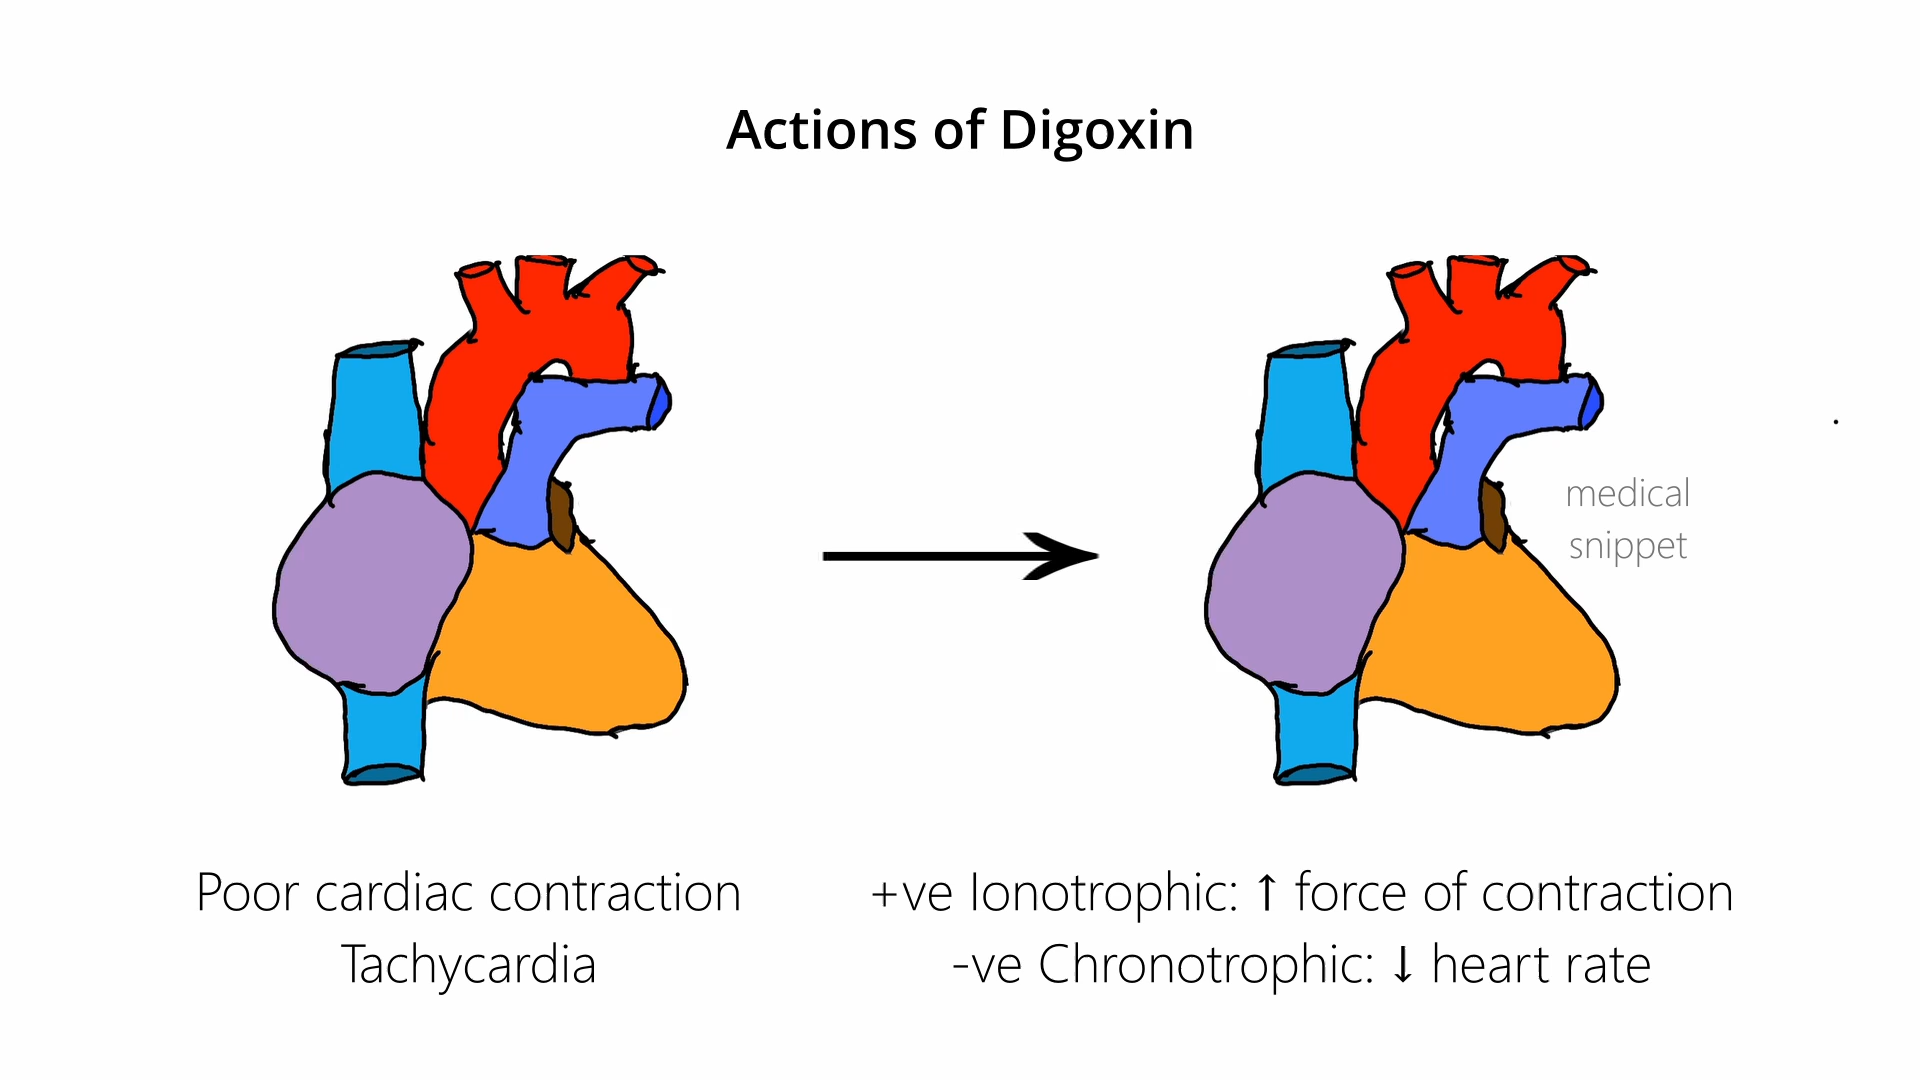 Actions of Digoxin
medical
snippet
Poor cardiac contraction
Tachycardia
+ve Ionotrophic: ↑ force of contraction
-ve Chronotrophic: ↓ heart rate